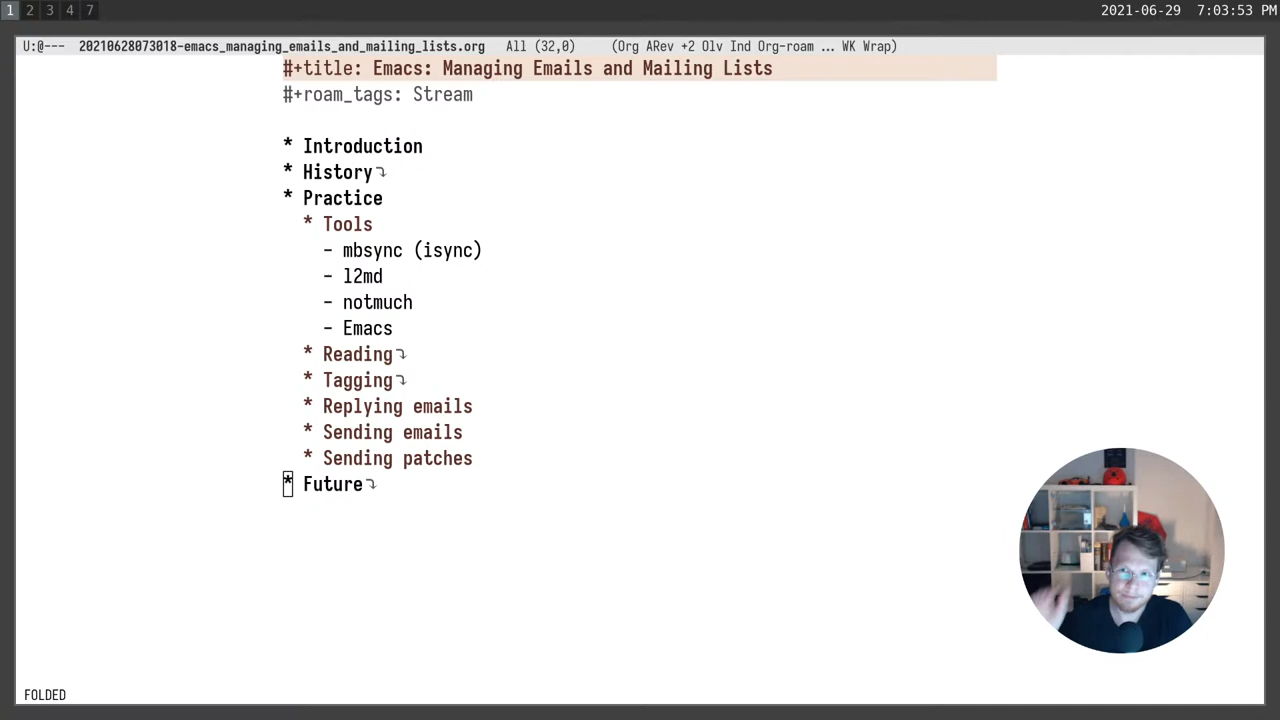 1 2 3 4 7 2021-06-29 7:03:53 PM
U:@--- 20210628073018-emacs_managing_emails_and_mailing_lists.org All (32,0) (Org ARev +2 Olv Ind Org-roam ... WK Wrap)
#+title: Emacs: Managing Emails and Mailing Lists
#+roam_tags: Stream
* Introduction
* History⤵
* Practice
* Tools
- mbsync (isync)
- l2md
- notmuch
- Emacs
* Reading⤵
* Tagging⤵
* Replying emails
* Sending emails
* Sending patches
* Future⤵
FOLDED